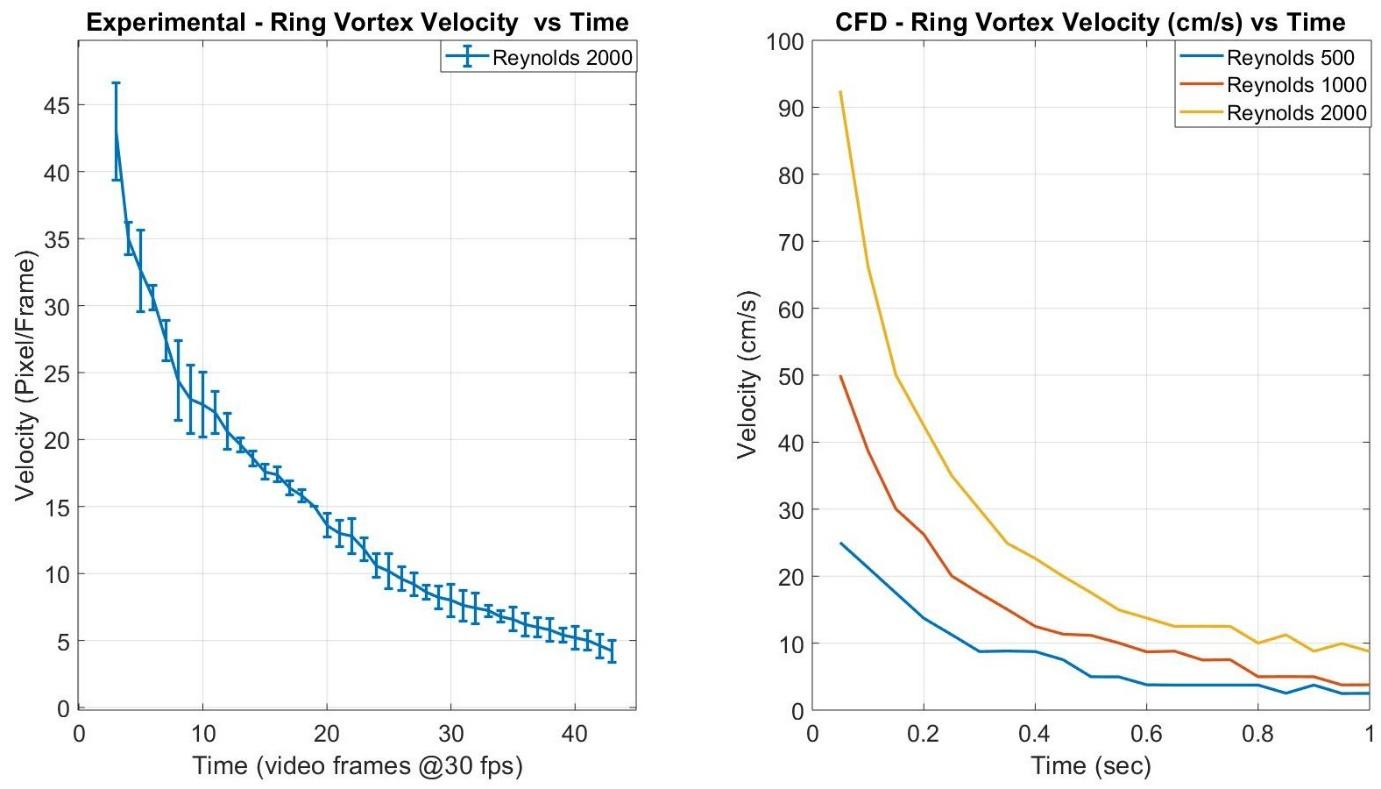 Experimental - Ring Vortex Velocity vs Time
Reynolds 2000
45
40
35
30
25
20
15
10
5
0
Velocity (Pixel/Frame)
0 10 20 30 40
Time (video frames @30 fps)
CFD - Ring Vortex Velocity (cm/s) vs Time
Reynolds 500
Reynolds 1000
Reynolds 2000
100
90
80
70
60
50
40
30
20
10
0
Velocity (cm/s)
0 0.2 0.4 0.6 0.8 1
Time (sec)